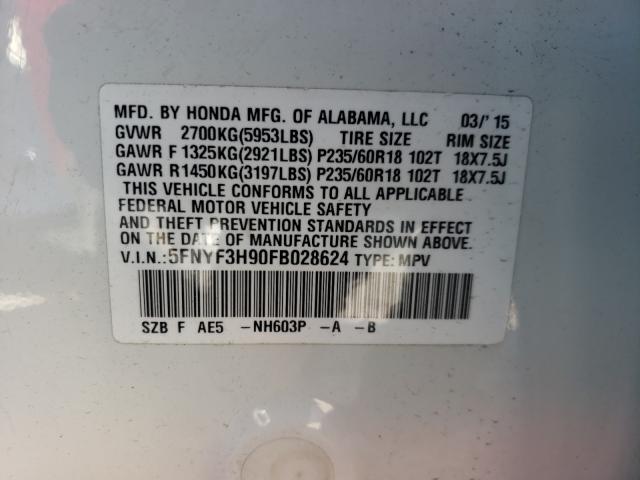 MFD. BY HONDA MFG. OF ALABAMA, LLC 03/' 15
GVWR 2700KG(5953LBS) TIRE SIZE RIM SIZE
GAWR F 1325KG(2921LBS) P235/60R18 102T 18X7.5J
GAWR R1450KG(3197LBS) P235/60R18 102T 18X7.5J
THIS VEHICLE CONFORMS TO ALL APPLICABLE
FEDERAL MOTOR VEHICLE SAFETY
AND THEFT PREVENTION STANDARDS IN EFFECT
ON THE DATE OF MANUFACTURE SHOWN ABOVE.
V.I.N.:5FNYF3H90FB028624 TYPE: MPV
SZB F AE5 -NH603P -A -B